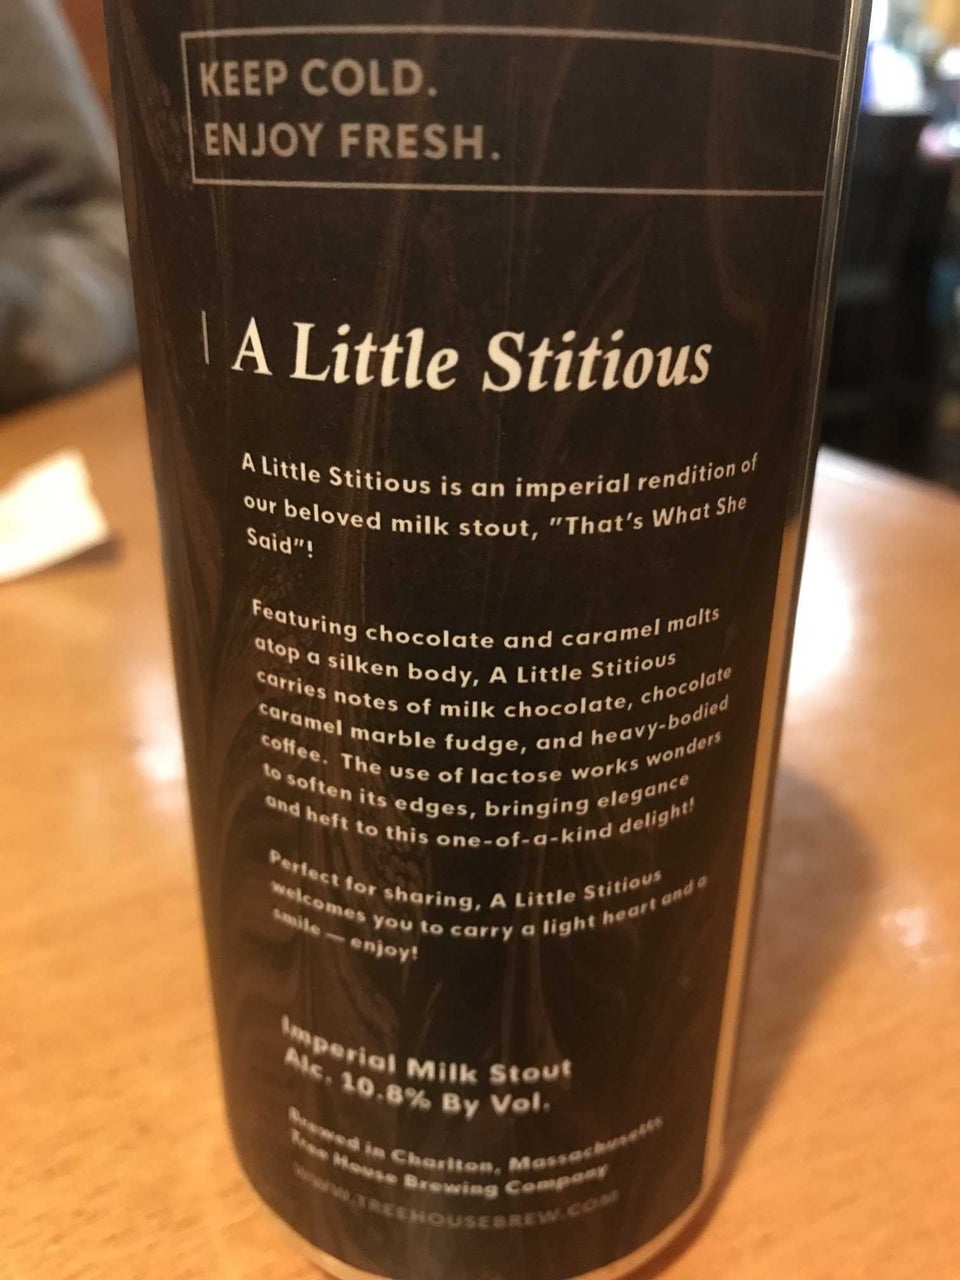 KEEP COLD.
ENJOY FRESH.
A Little Stitious
A Little Stitious is an imperial rendition of
our beloved milk stout, "That's What She
Said"!
Featuring chocolate and caramel malts
atop a silken body, A Little Stitious
carries notes of milk chocolate, chocolate
caramel marble fudge, and heavy-bodied
coffee. The use of lactose works wonders
to soften its edges, bringing elegance
and heft to this one-of-a-kind delight!
Perfect for sharing, A Little Stitious
welcomes you to carry a light heart and a
smile — enjoy!
Imperial Milk Stout
Alc. 10.8% By Vol.
Brewed in Charlton, Massachusetts
Tree House Brewing Company
WWW.TREEHOUSEBREW.COM